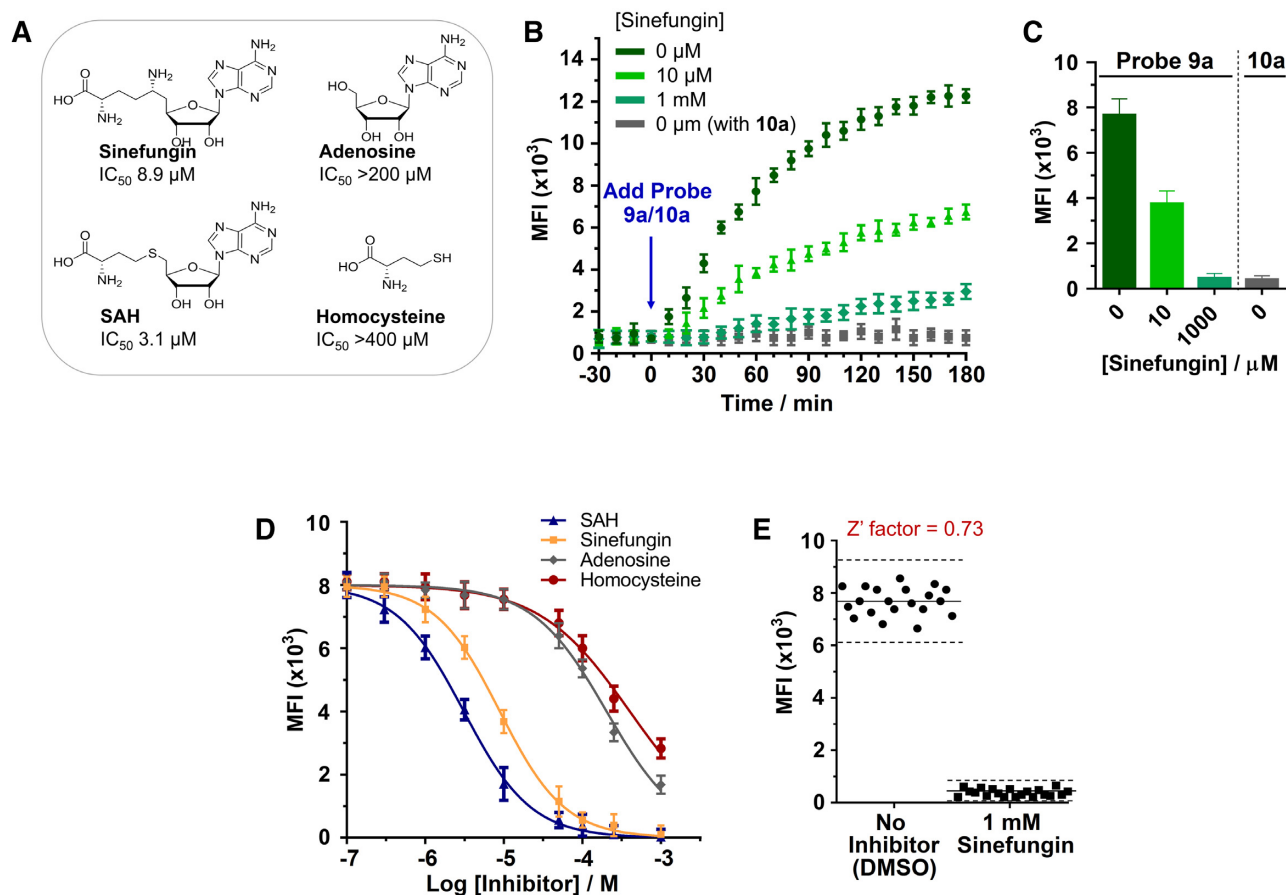 A
NH₂
O
NH₂
N
N
HO
N
N
NH₂
O
OH
OH
Sinefungin
IC₅₀ 8.9 µM
NH₂
N
N
HO
N
N
O
OH
OH
Adenosine
IC₅₀ >200 µM
NH₂
O
N
N
HO
S
N
N
NH₂
O
OH
OH
SAH
IC₅₀ 3.1 µM
O
HO
SH
NH₂
Homocysteine
IC₅₀ >400 µM
B
[Sinefungin]
0 µM
10 µM
1 mM
0 µm (with 10a)
Add Probe
9a/10a
MFI (x10³)
14
12
10
8
6
4
2
0
-30
0
30
60
90
120
150
180
Time / min
C
Probe 9a
10a
MFI (x10³)
10
8
6
4
2
0
0
10
1000
0
[Sinefungin] / µM
D
SAH
Sinefungin
Adenosine
Homocysteine
MFI (x10³)
10
8
6
4
2
0
-7
-6
-5
-4
-3
Log [Inhibitor] / M
E
Z' factor = 0.73
MFI (x10³)
10
8
6
4
2
0
No
Inhibitor
(DMSO)
1 mM
Sinefungin